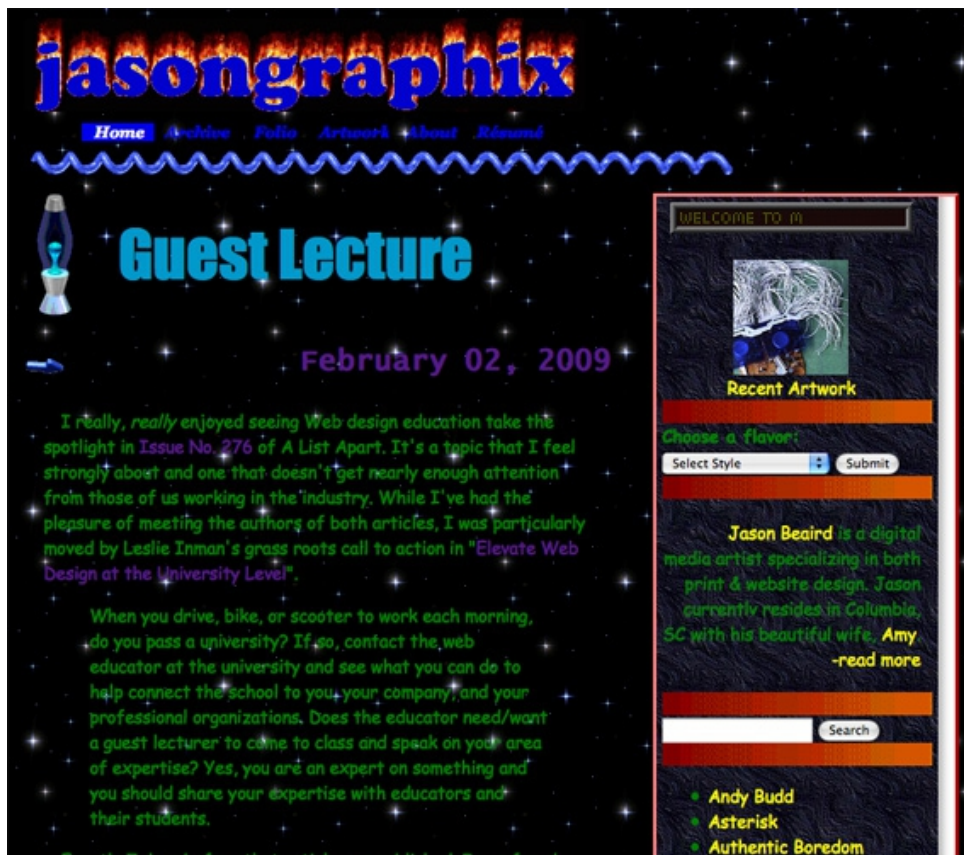 jasongraphix
Home Archive Folio Artwork About Résumé
Guest Lecture
February 02, 2009
I really, really enjoyed seeing Web design education take the
spotlight in Issue No. 276 of A List Apart. It's a topic that I feel
strongly about and one that doesn't get nearly enough attention
from those of us working in the industry. While I've had the
pleasure of meeting the authors of both articles, I was particularly
moved by Leslie Inman's grass roots call to action in "Elevate Web
Design at the University Level".
When you drive, bike, or scooter to work each morning,
do you pass a university? If so, contact the web
educator at the university and see what you can do to
help connect the school to you, your company, and your
professional organizations. Does the educator need/want
a guest lecturer to come to class and speak on your area
of expertise? Yes, you are an expert on something and
you should share your expertise with educators and
their students.
WELCOME TO M
Recent Artwork
Choose a flavor:
Select Style Submit
Jason Beaird is a digital
media artist specializing in both
print & website design. Jason
currently resides in Columbia,
SC with his beautiful wife, Amy
-read more
Search
Andy Budd
Asterisk
Authentic Boredom